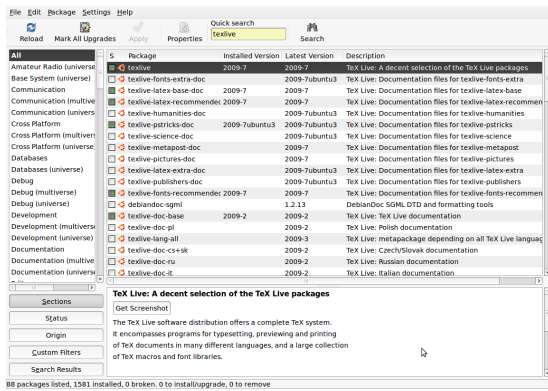 File Edit Package Settings Help
Reload Mark All Upgrades Apply Properties Quick search texlive Search
All
Amateur Radio (universe
Base System (universe)
Communication
Communication (multive
Communication (univers
Cross Platform
Cross Platform (multivers
Cross Platform (universe
Databases
Databases (universe)
Debug
Debug (multiverse)
Debug (universe)
Development
Development (multiverse
Development (universe)
Documentation
Documentation (multive
Documentation (universe
S Package Installed Version Latest Version Description
texlive 2009-7 2009-7 TeX Live: A decent selection of the TeX Live packages
texlive-fonts-extra-doc 2009-7ubuntu3 TeX Live: Documentation files for texlive-fonts-extra
texlive-latex-base-doc 2009-7 2009-7 TeX Live: Documentation files for texlive-latex-base
texlive-latex-recommended 2009-7 2009-7 TeX Live: Documentation files for texlive-latex-recommen
texlive-humanities-doc 2009-7ubuntu3 TeX Live: Documentation files for texlive-humanities
texlive-pstricks-doc 2009-7ubuntu3 2009-7ubuntu3 TeX Live: Documentation files for texlive-pstricks
texlive-science-doc 2009-7ubuntu3 TeX Live: Documentation files for texlive-science
texlive-metapost-doc 2009-7 TeX Live: Documentation files for texlive-metapost
texlive-pictures-doc 2009-7 TeX Live: Documentation files for texlive-pictures
texlive-latex-extra-doc 2009-7ubuntu3 TeX Live: Documentation files for texlive-latex-extra
texlive-publishers-doc 2009-7ubuntu3 TeX Live: Documentation files for texlive-publishers
texlive-fonts-recommended 2009-7 2009-7 TeX Live: Documentation files for texlive-fonts-recommen
debiandoc-sgml 1.2.13 DebianDoc SGML DTD and formatting tools
texlive-doc-base 2009-2 2009-2 TeX Live: TeX Live documentation
texlive-doc-pl 2009-2 TeX Live: Polish documentation
texlive-lang-all 2009-3 TeX Live: metapackage depending on all TeX Live languag
texlive-doc-cs+sk 2009-2 TeX Live: Czech/Slovak documentation
texlive-doc-ru 2009-2 TeX Live: Russian documentation
texlive-doc-it 2009-2 TeX Live: Italian documentation
Sections
Status
Origin
Custom Filters
Search Results
TeX Live: A decent selection of the TeX Live packages
Get Screenshot
The TeX Live software distribution offers a complete TeX system.
It encompasses programs for typesetting, previewing and printing
of TeX documents in many different languages, and a large collection
of TeX macros and font libraries.
88 packages listed, 1581 installed, 0 broken. 0 to install/upgrade, 0 to remove